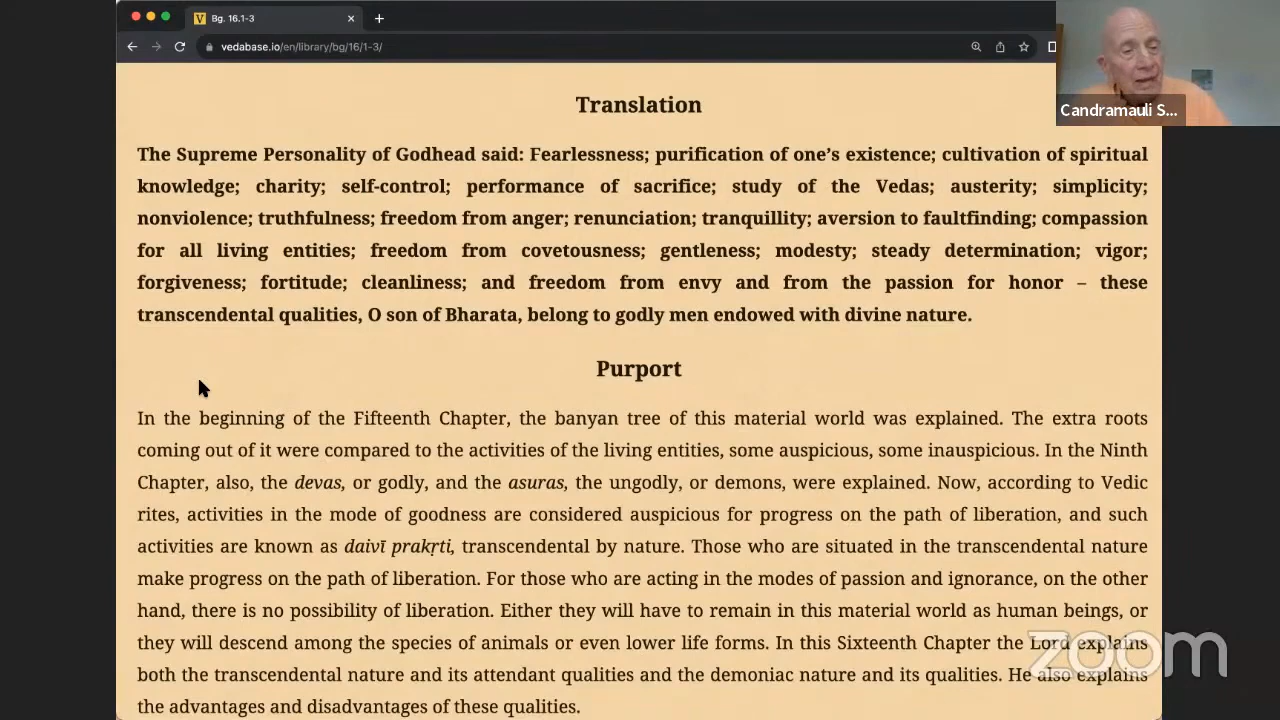 Bg. 16.1-3
vedabase.io/en/library/bg/16/1-3/
Candramauli S...
Translation
The Supreme Personality of Godhead said: Fearlessness; purification of one’s existence; cultivation of spiritual
knowledge; charity; self-control; performance of sacrifice; study of the Vedas; austerity; simplicity;
nonviolence; truthfulness; freedom from anger; renunciation; tranquillity; aversion to faultfinding; compassion
for all living entities; freedom from covetousness; gentleness; modesty; steady determination; vigor;
forgiveness; fortitude; cleanliness; and freedom from envy and from the passion for honor – these
transcendental qualities, O son of Bharata, belong to godly men endowed with divine nature.
Purport
In the beginning of the Fifteenth Chapter, the banyan tree of this material world was explained. The extra roots
coming out of it were compared to the activities of the living entities, some auspicious, some inauspicious. In the Ninth
Chapter, also, the devas, or godly, and the asuras, the ungodly, or demons, were explained. Now, according to Vedic
rites, activities in the mode of goodness are considered auspicious for progress on the path of liberation, and such
activities are known as daivī prakṛti, transcendental by nature. Those who are situated in the transcendental nature
make progress on the path of liberation. For those who are acting in the modes of passion and ignorance, on the other
hand, there is no possibility of liberation. Either they will have to remain in this material world as human beings, or
they will descend among the species of animals or even lower life forms. In this Sixteenth Chapter the Lord explains
both the transcendental nature and its attendant qualities and the demoniac nature and its qualities. He also explains
the advantages and disadvantages of these qualities.
zoom